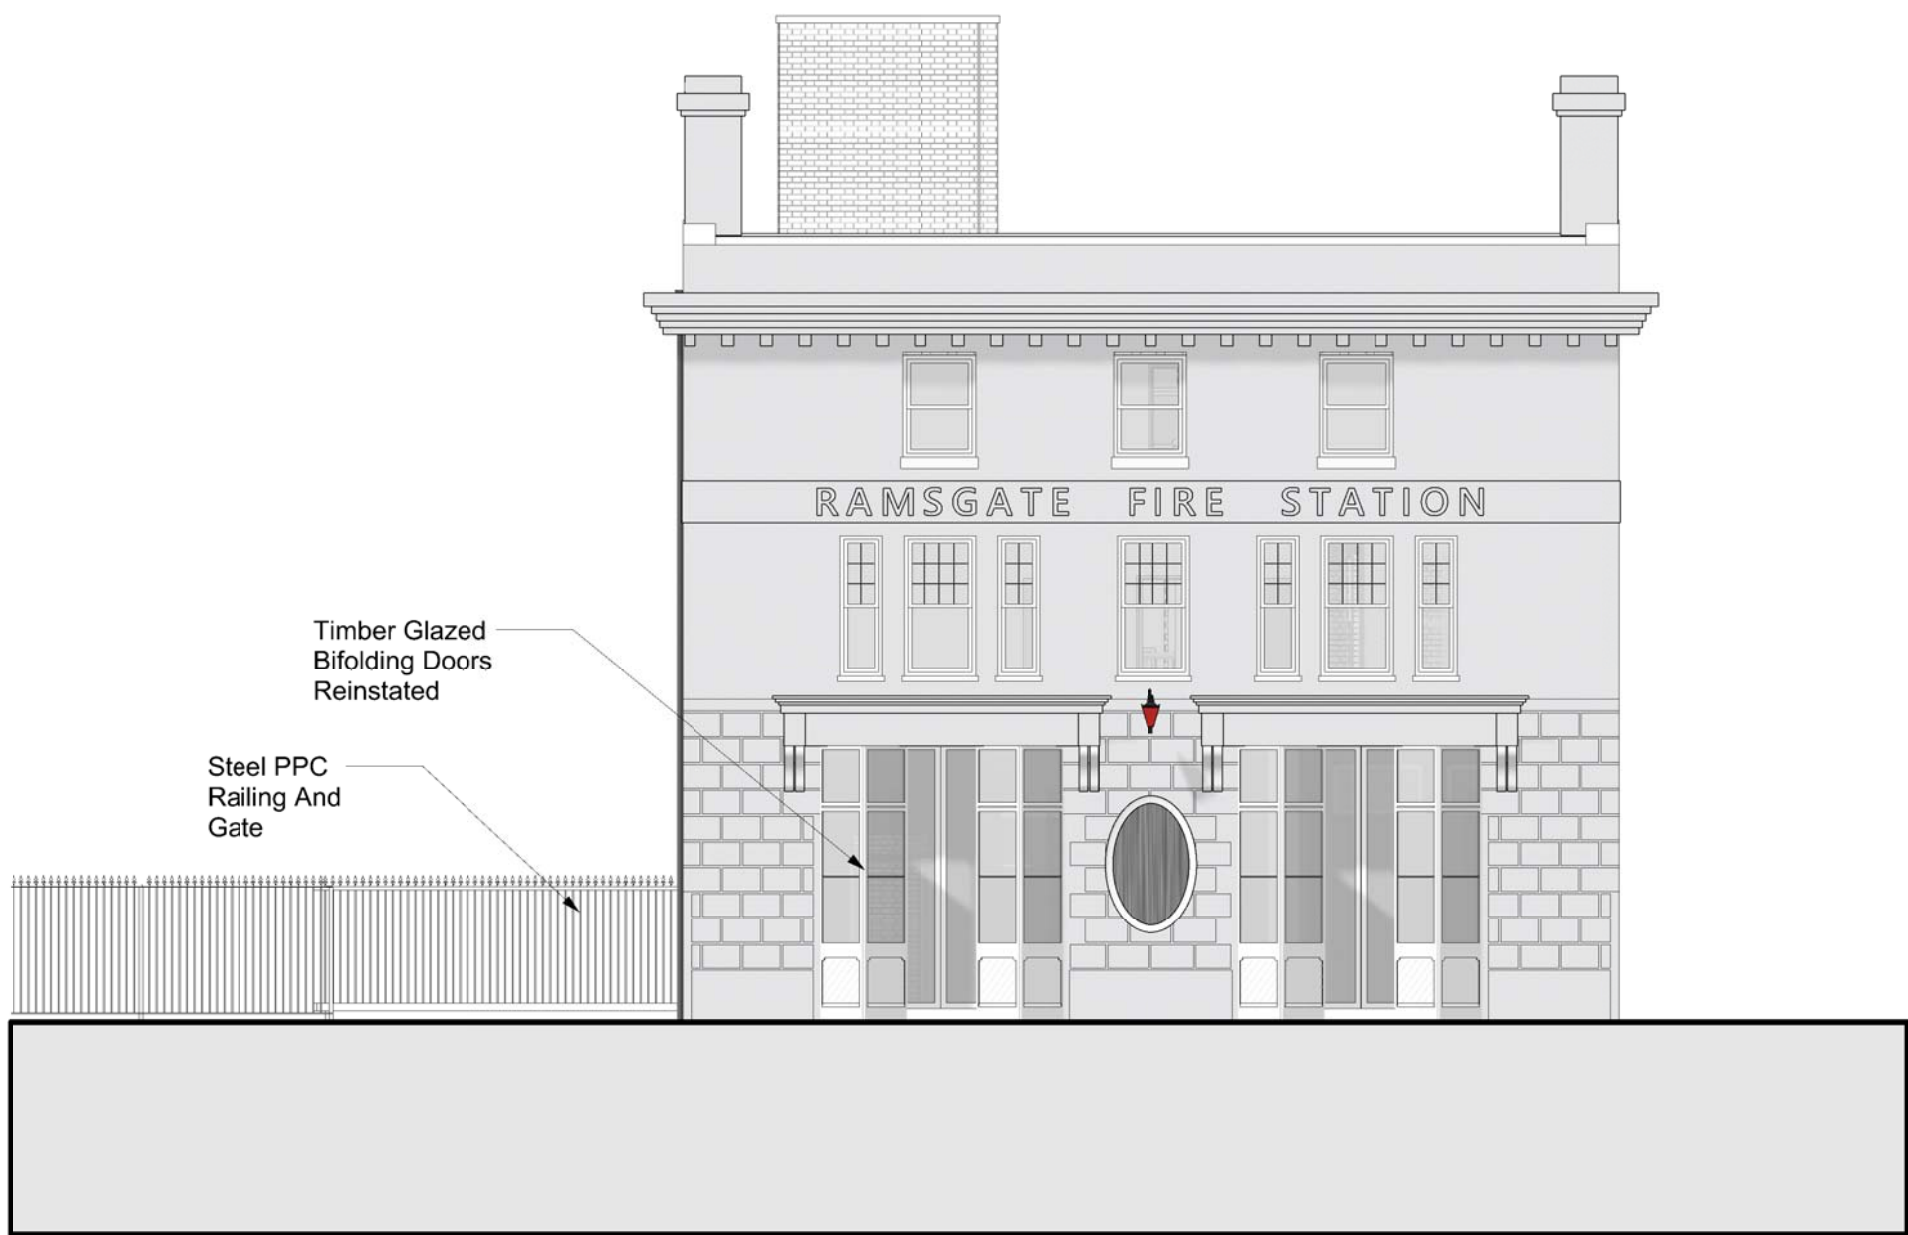 RAMSGATE FIRE STATION
Timber Glazed
Bifolding Doors
Reinstated
Steel PPC
Railing And
Gate